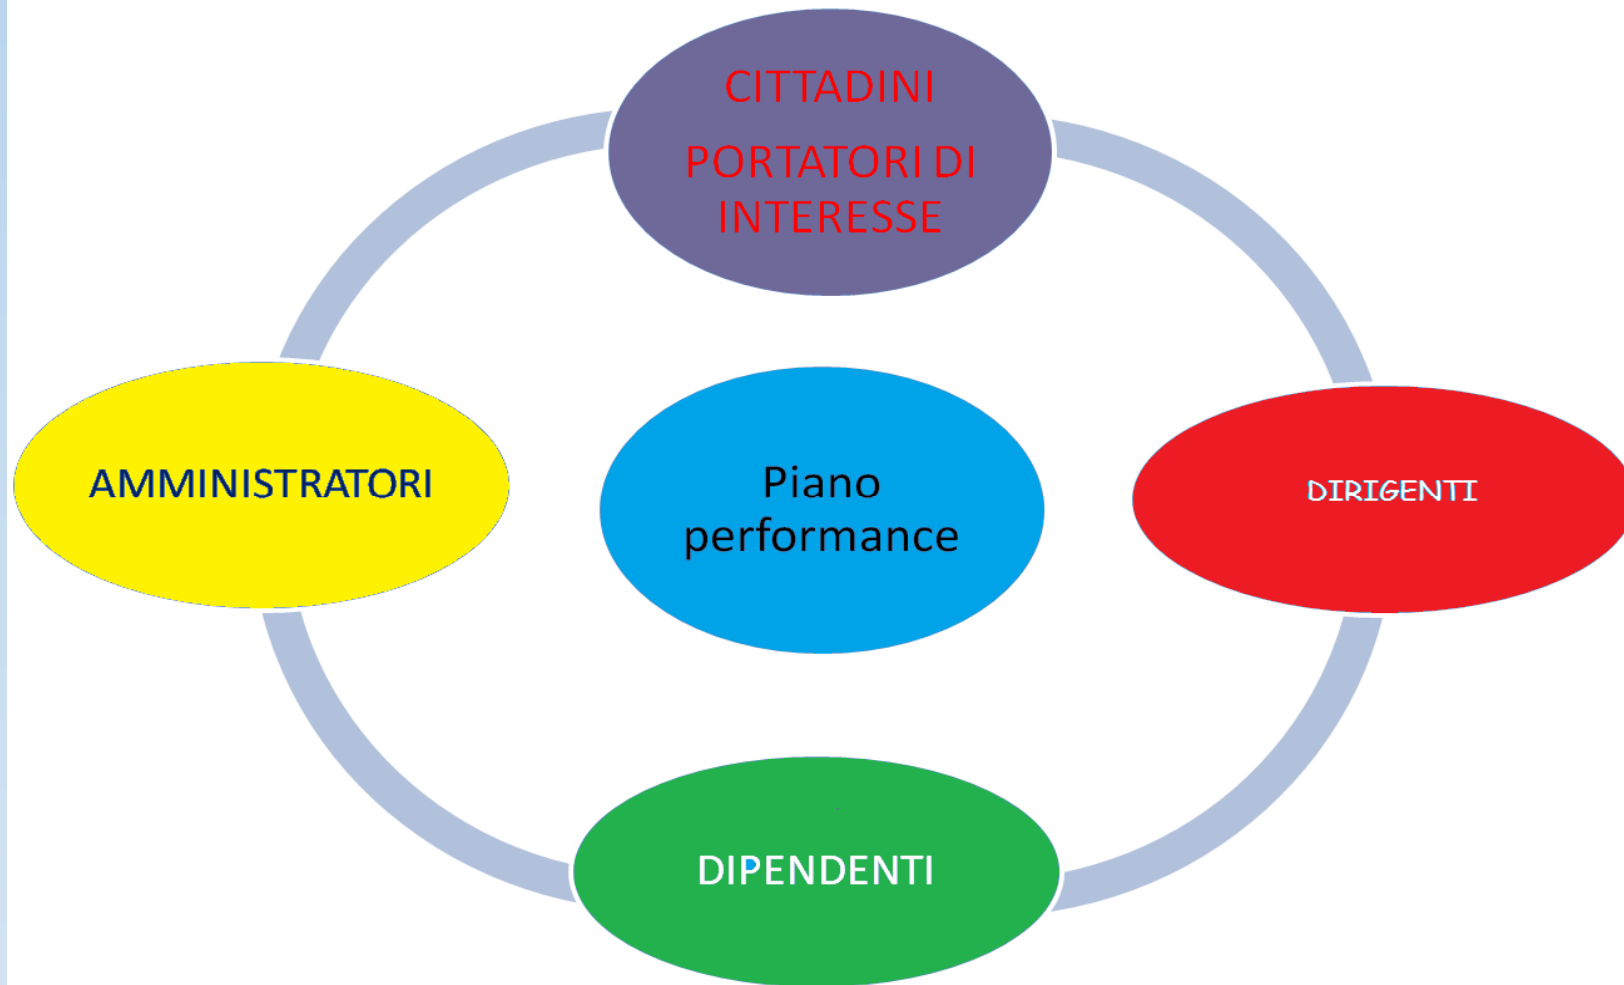 CITTADINI
PORTATORI DI
INTERESSE
AMMINISTRATORI
Piano
performance
DIRIGENTI
DIPENDENTI